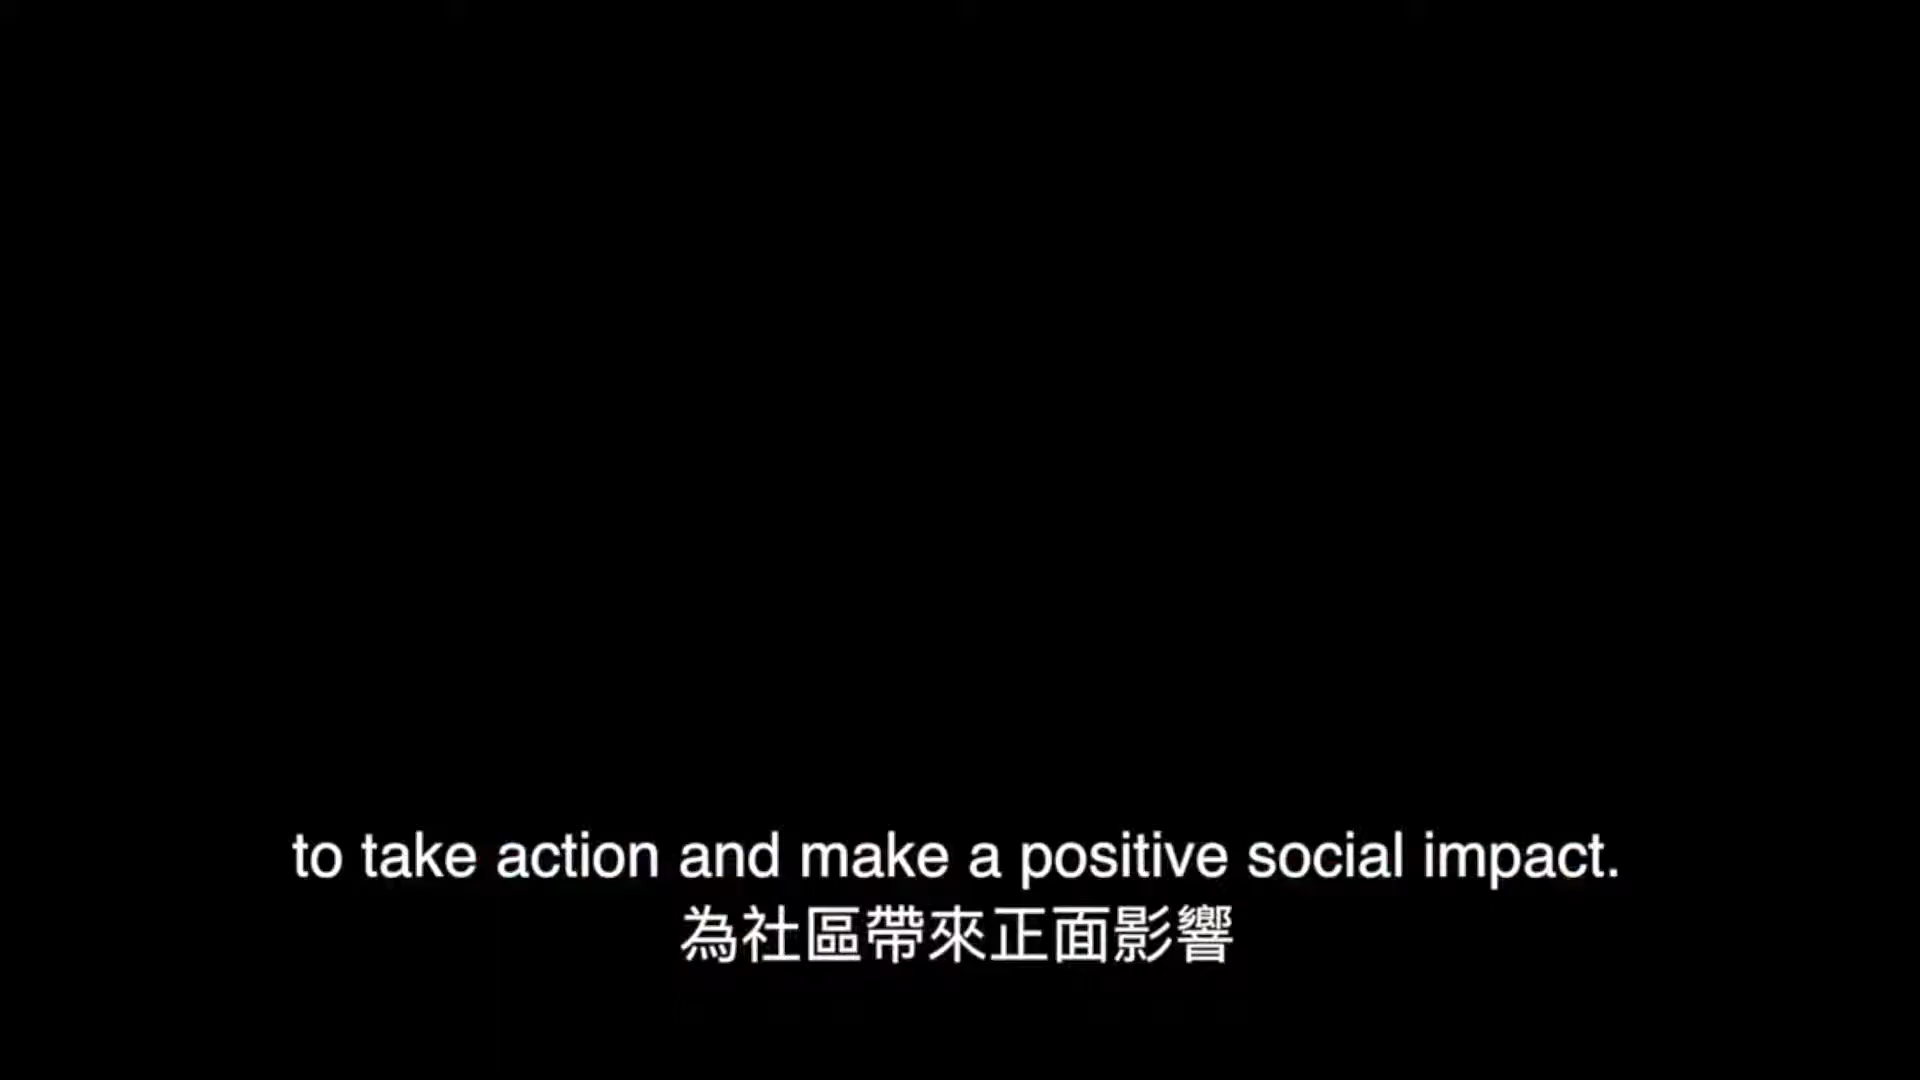 to take action and make a positive social impact.
為社區帶來正面影響